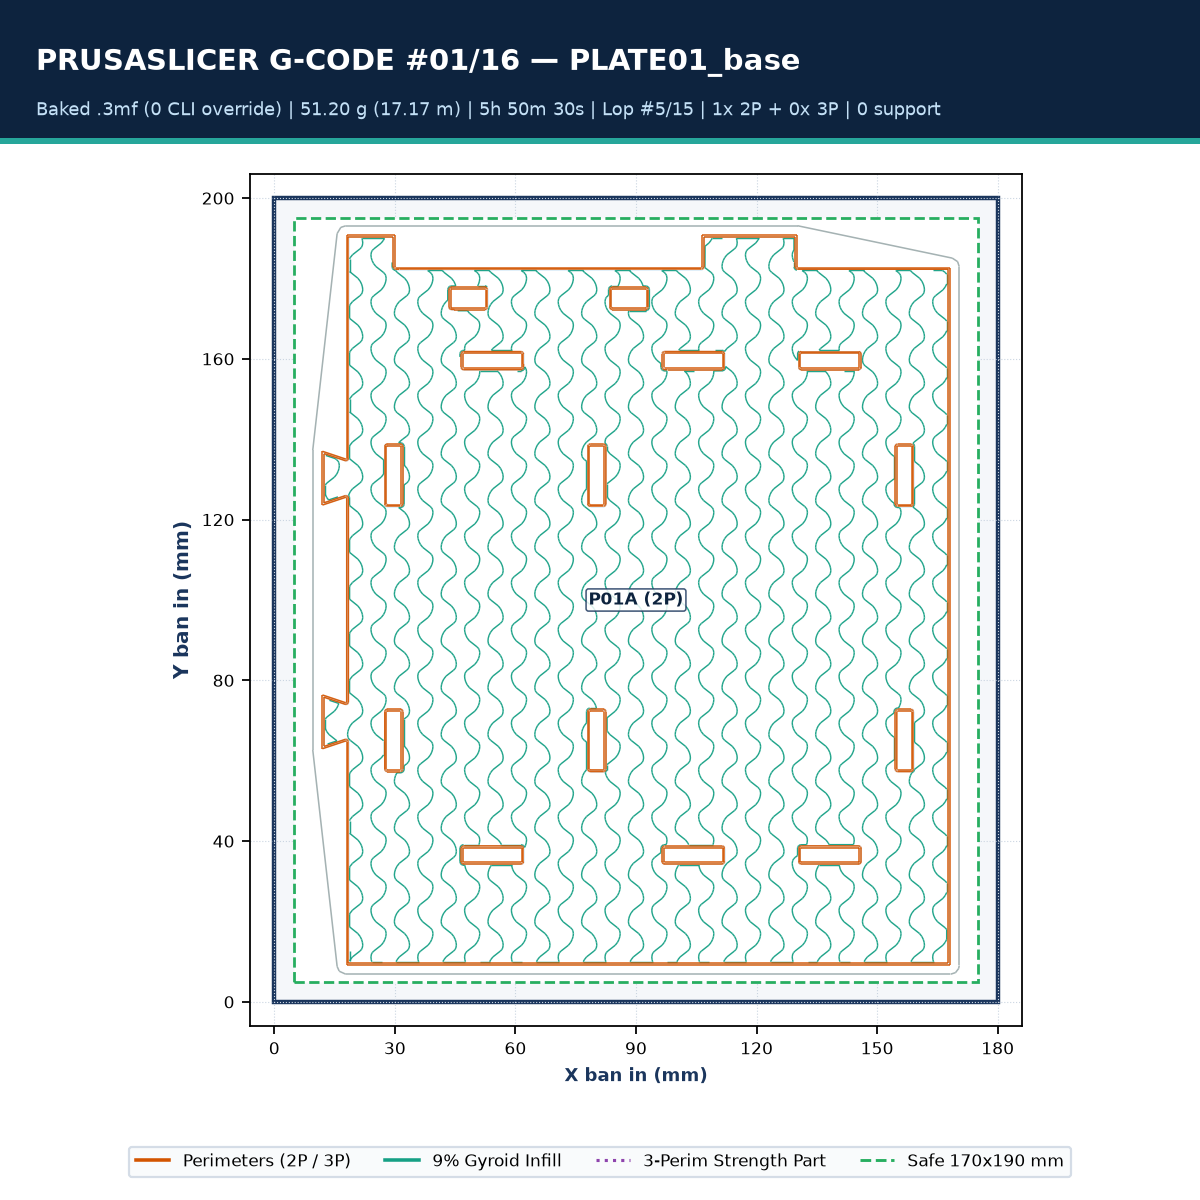 PRUSASLICER G-CODE #01/16 — PLATE01_base
Baked .3mf (0 CLI override) | 51.20 g (17.17 m) | 5h 50m 30s | Lop #5/15 | 1x 2P + 0x 3P | 0 support
200
160
120
80
40
0
Y ban in (mm)
P01A (2P)
0 30 60 90 120 150 180
X ban in (mm)
Perimeters (2P / 3P) 9% Gyroid Infill 3-Perim Strength Part Safe 170x190 mm